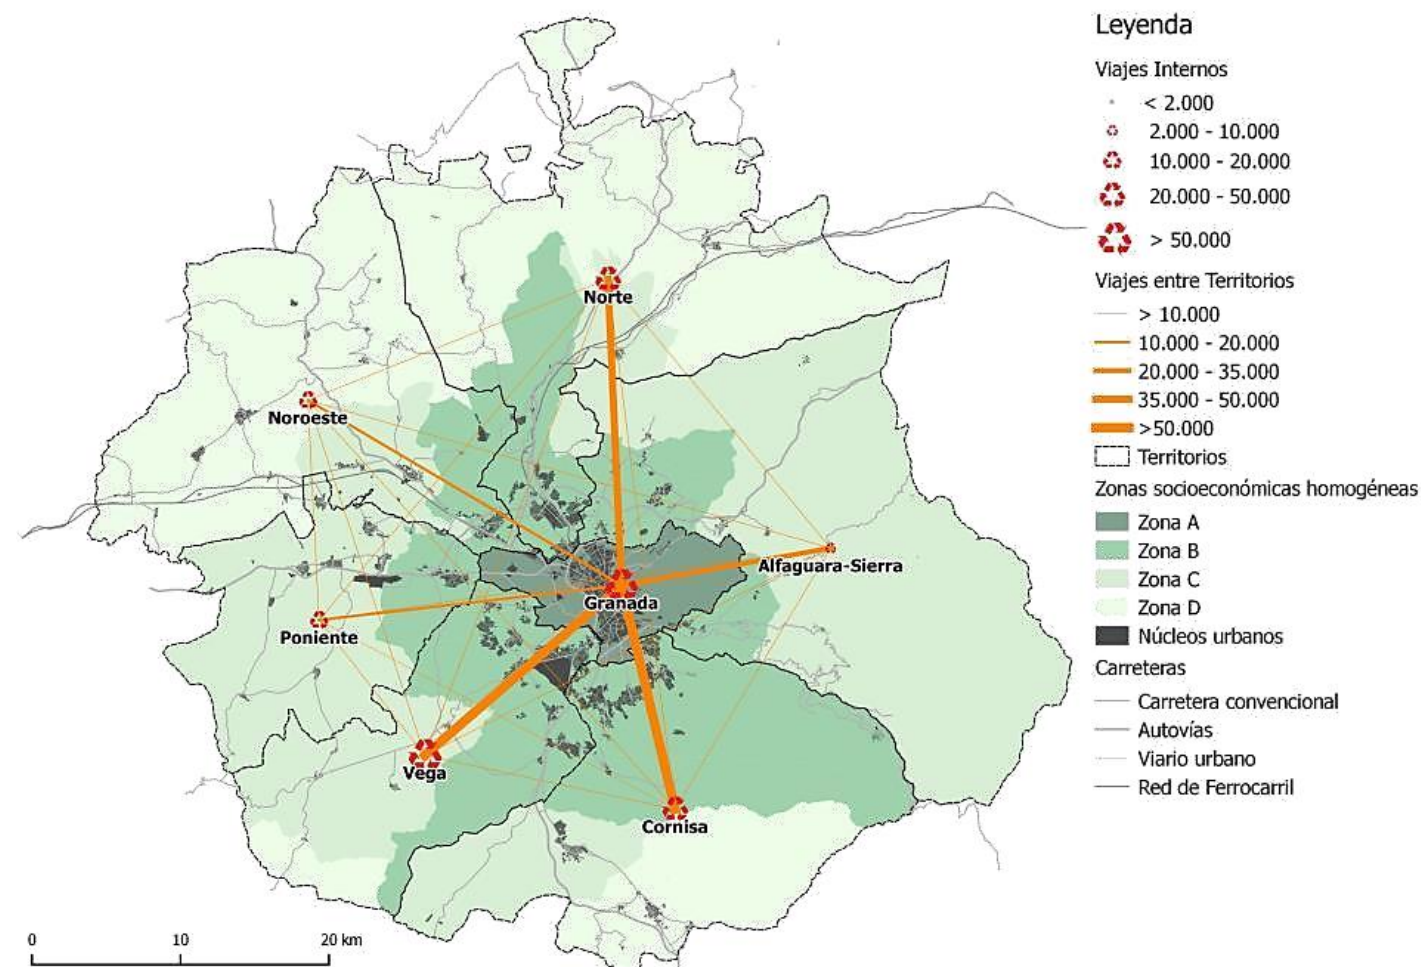 Leyenda
Viajes Internos
< 2.000
2.000 - 10.000
10.000 - 20.000
20.000 - 50.000
> 50.000
Viajes entre Territorios
> 10.000
10.000 - 20.000
20.000 - 35.000
35.000 - 50.000
>50.000
Territorios
Zonas socioeconómicas homogéneas
Zona A
Zona B
Zona C
Zona D
Núcleos urbanos
Carreteras
Carretera convencional
Autovías
Viario urbano
Red de Ferrocarril
Norte
Noroeste
Alfaguara-Sierra
Granada
Poniente
Vega
Cornisa
0 10 20 km